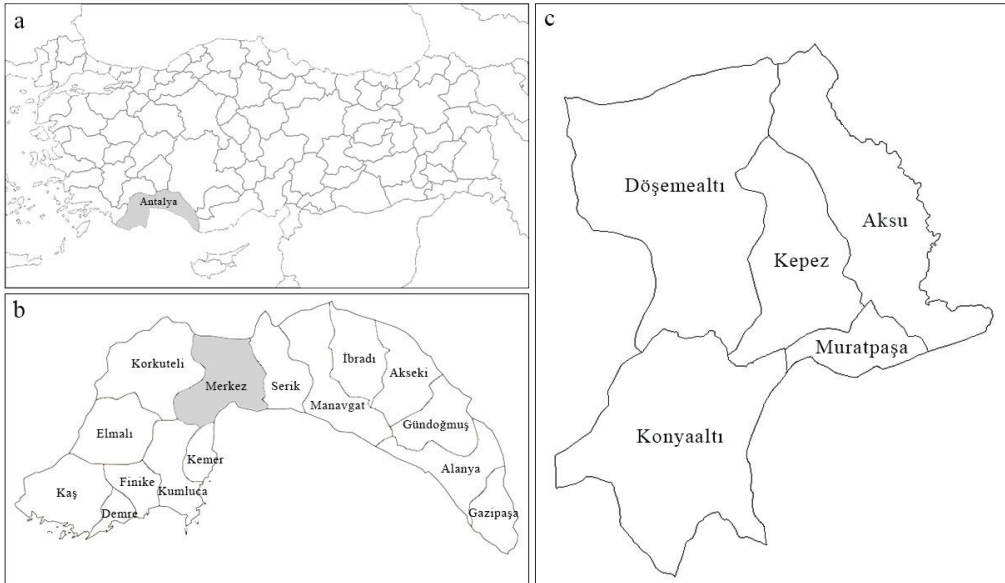 a
Antalya
b
Korkuteli
Merkez
Serik
Manavgat
İbradı
Akseki
Gündoğmuş
Elmalı
Kemer
Alanya
Kaş
Finike
Kumluca
Demre
Gazipaşa
c
Döşemealtı
Aksu
Kepez
Muratpaşa
Konyaaltı